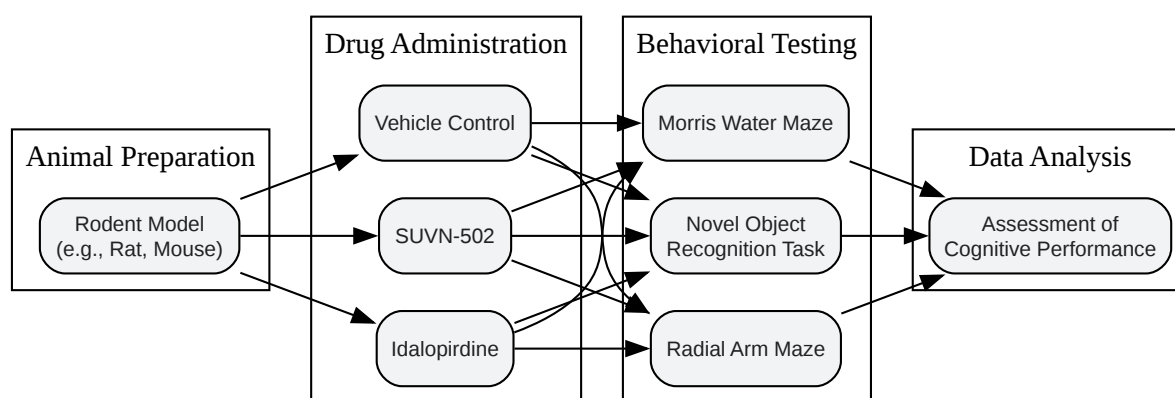 Animal Preparation
Rodent Model
(e.g., Rat, Mouse)
Drug Administration
Vehicle Control
SUVN-502
Idalopirdine
Behavioral Testing
Morris Water Maze
Novel Object
Recognition Task
Radial Arm Maze
Data Analysis
Assessment of
Cognitive Performance